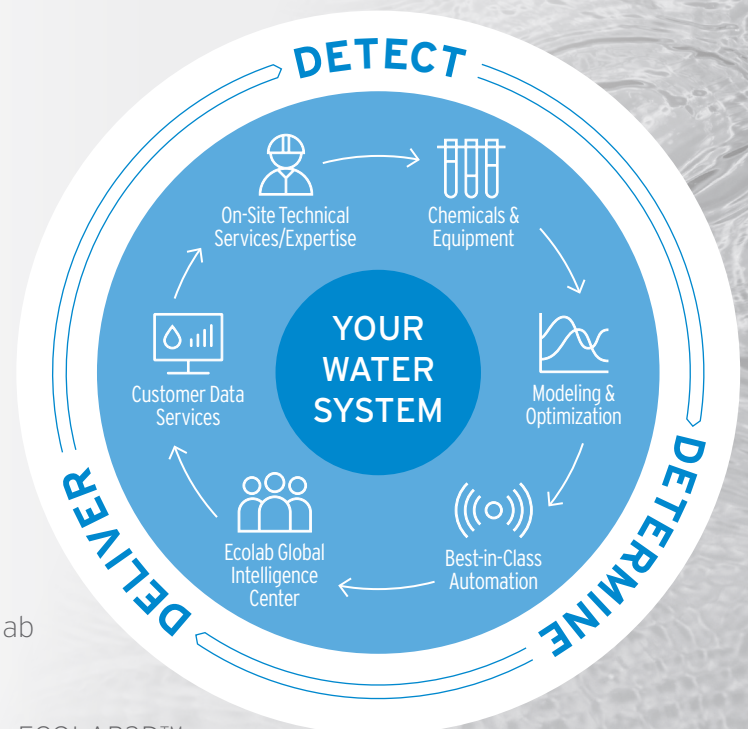 DETECT
On-Site Technical
Services/Expertise
Chemicals &
Equipment
YOUR
WATER
SYSTEM
Customer Data
Services
Modeling &
Optimization
Ecolab Global
Intelligence
Center
Best-in-Class
Automation
DELIVER
DETERMINE
ab